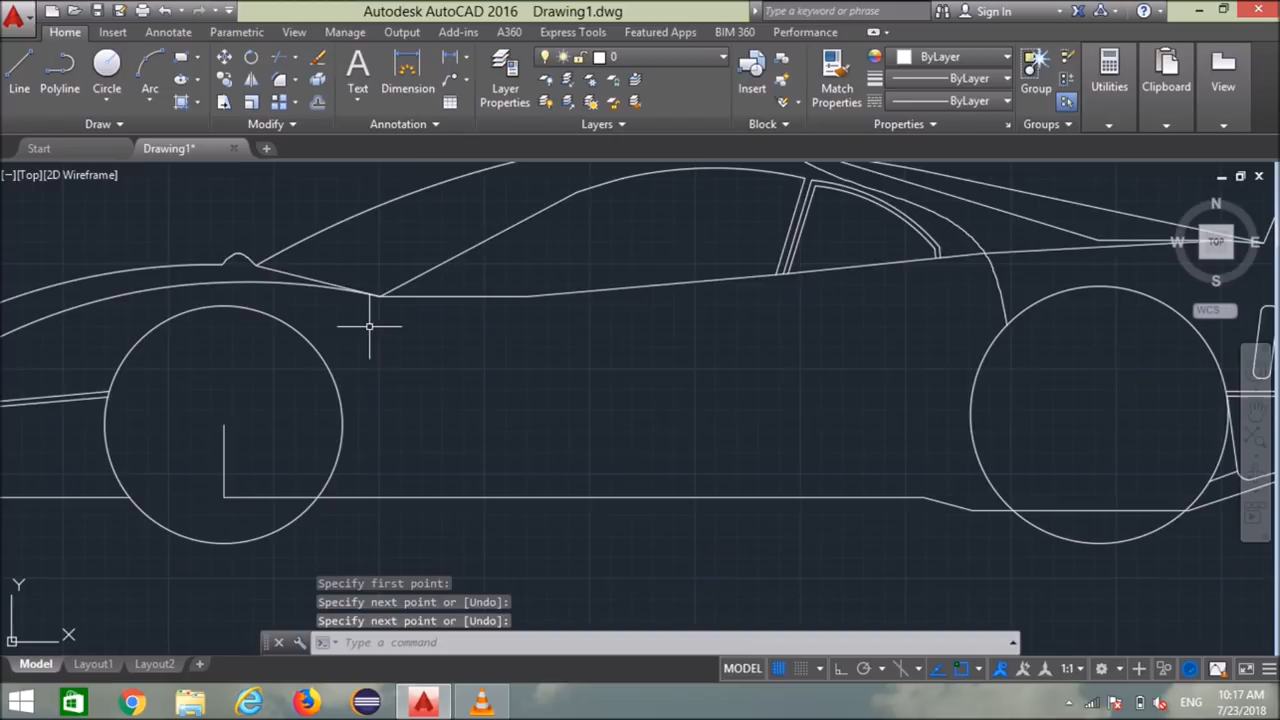 Autodesk AutoCAD 2016 Drawing1.dwg
Type a keyword or phrase
Sign In
Home Insert Annotate Parametric View Manage Output Add-ins A360 Express Tools Featured Apps BIM 360 Performance
Line Polyline Circle Arc
Draw
Modify
Text Dimension
Annotation
Layer Properties
0
Layers
Insert
Block
Match Properties
ByLayer
ByLayer
ByLayer
Properties
Group
Groups
Utilities
Clipboard
View
Start Drawing1*
[−][Top][2D Wireframe]
N
W TOP E
S
WCS
Y
X
Specify first point:
Specify next point or [Undo]:
Specify next point or [Undo]:
Type a command
Model Layout1 Layout2
MODEL 1:1
ENG
10:17 AM
7/23/2018